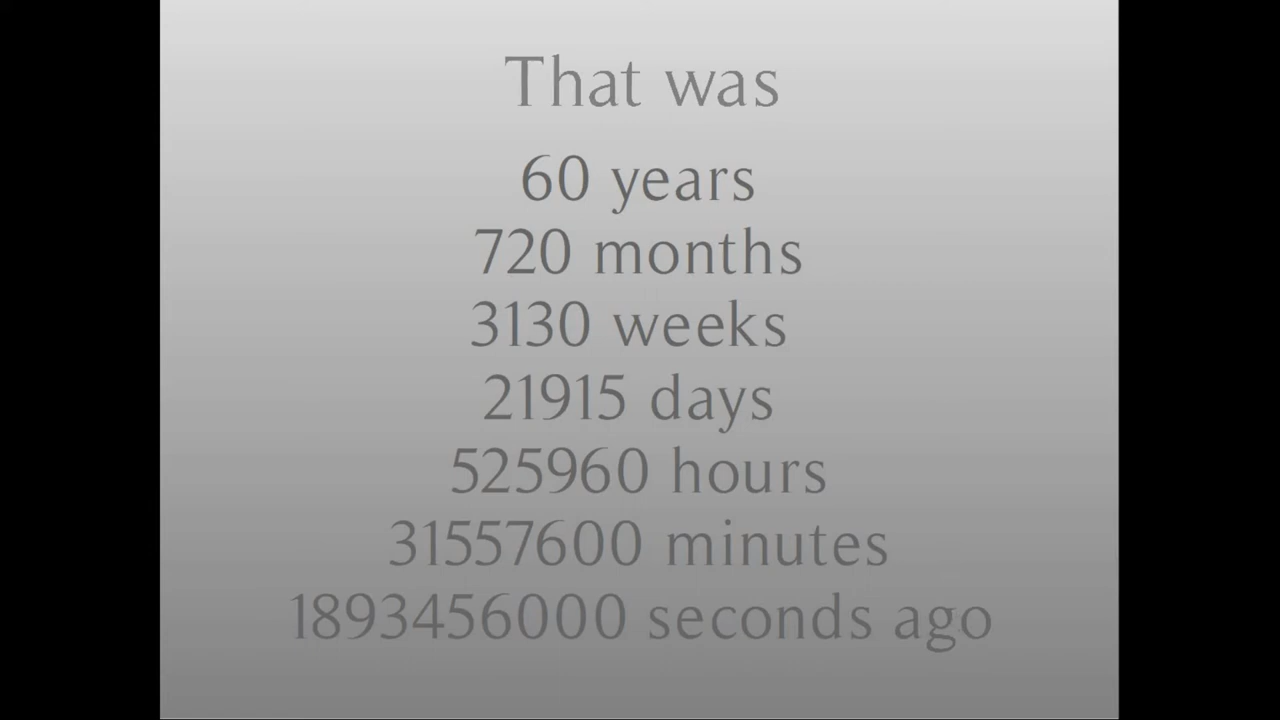 That was
60 years
720 months
3130 weeks
21915 days
525960 hours
31557600 minutes
1893456000 seconds ago